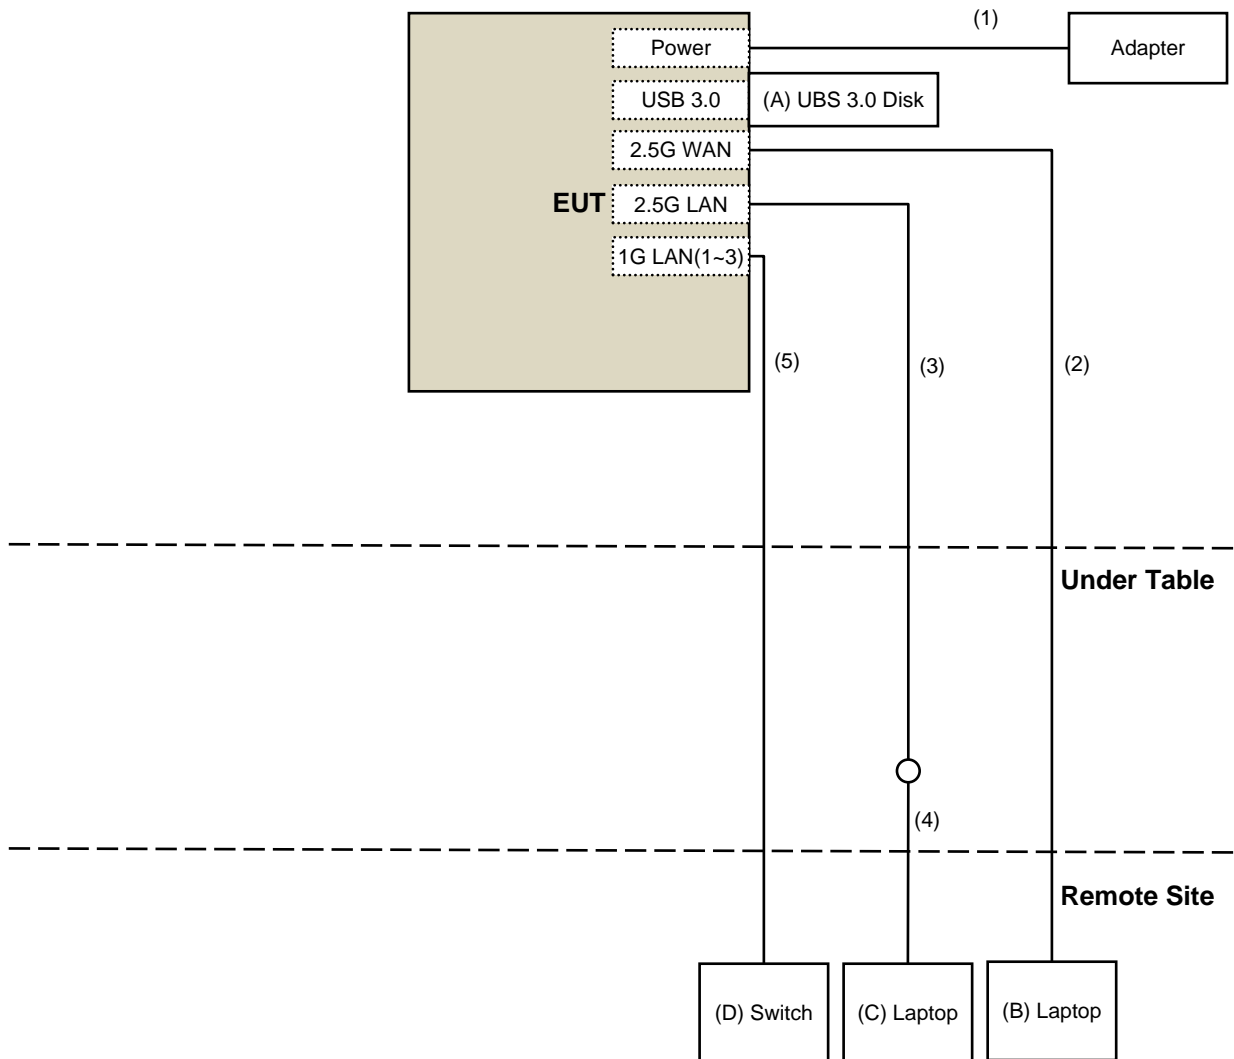 (1)
Power
Adapter
USB 3.0
(A) UBS 3.0 Disk
2.5G WAN
EUT
2.5G LAN
1G LAN(1~3)
(5)
(3)
(2)
Under Table
(4)
Remote Site
(D) Switch
(C) Laptop
(B) Laptop